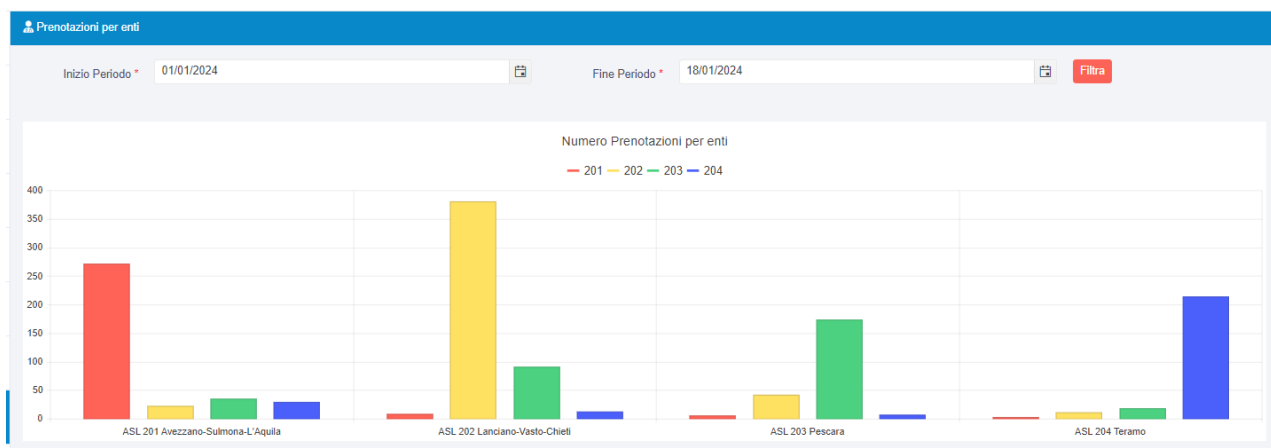 Prenotazioni per enti
Inizio Periodo * 01/01/2024 Fine Periodo * 18/01/2024 Filtra
Numero Prenotazioni per enti
201 202 203 204
400
350
300
250
200
150
100
50
0
ASL 201 Avezzano-Sulmona-L'Aquila ASL 202 Lanciano-Vasto-Chieti ASL 203 Pescara ASL 204 Teramo